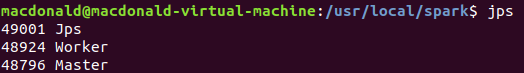 macdonald@macdonald-virtual-machine:/usr/local/spark$ jps
49001 Jps
48924 Worker
48796 Master